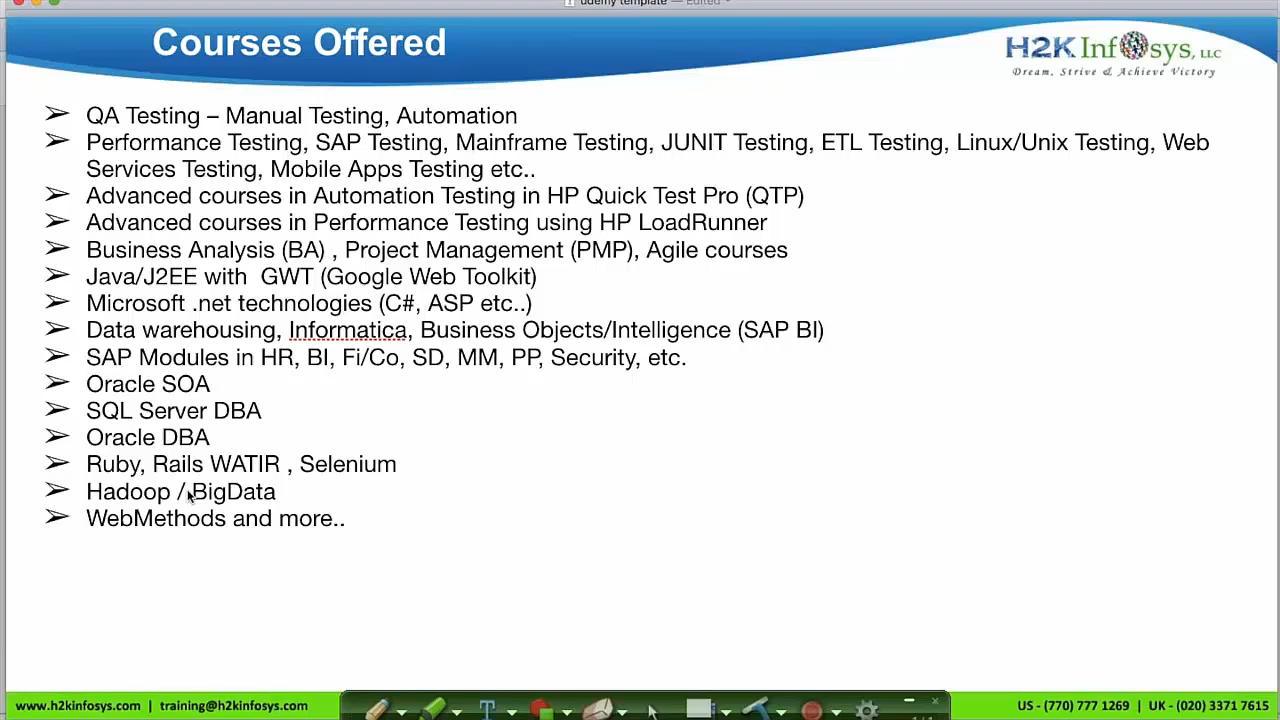 udemy template — Edited
Courses Offered
H2K Infosys, LLC
Dream, Strive & Achieve Victory
➢ QA Testing – Manual Testing, Automation
➢ Performance Testing, SAP Testing, Mainframe Testing, JUNIT Testing, ETL Testing, Linux/Unix Testing, Web
Services Testing, Mobile Apps Testing etc..
➢ Advanced courses in Automation Testing in HP Quick Test Pro (QTP)
➢ Advanced courses in Performance Testing using HP LoadRunner
➢ Business Analysis (BA) , Project Management (PMP), Agile courses
➢ Java/J2EE with  GWT (Google Web Toolkit)
➢ Microsoft .net technologies (C#, ASP etc..)
➢ Data warehousing, Informatica, Business Objects/Intelligence (SAP BI)
➢ SAP Modules in HR, BI, Fi/Co, SD, MM, PP, Security, etc.
➢ Oracle SOA
➢ SQL Server DBA
➢ Oracle DBA
➢ Ruby, Rails WATIR , Selenium
➢ Hadoop / BigData
➢ WebMethods and more..
www.h2kinfosys.com | training@h2kinfosys.com
US - (770) 777 1269 | UK - (020) 3371 7615